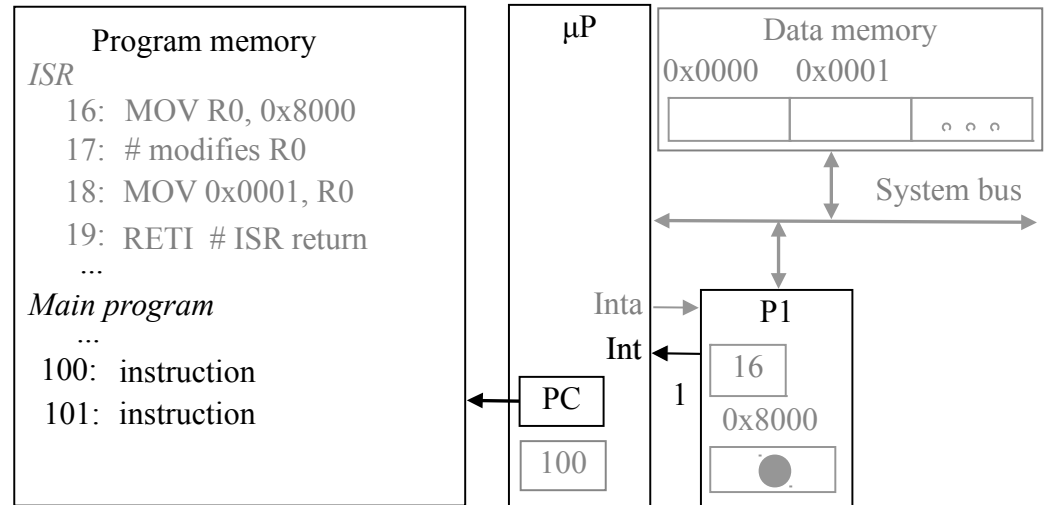 Program memory
ISR
16: MOV R0, 0x8000
17: # modifies R0
18: MOV 0x0001, R0
19: RETI # ISR return
...
Main program
...
100: instruction
101: instruction
μP
Inta
Int
PC
100
Data memory
0x0000 0x0001
System bus
P1
16
1
0x8000